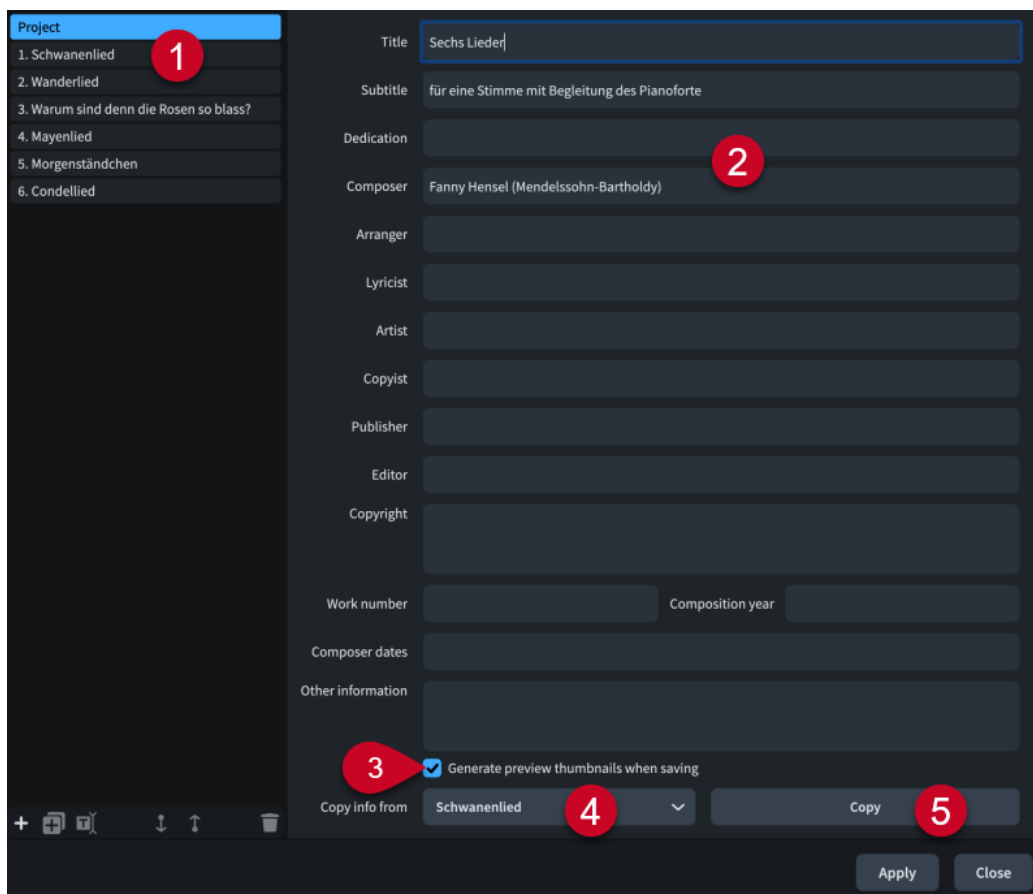 Project
1. Schwanenlied
2. Wanderlied
3. Warum sind denn die Rosen so blass?
4. Mayenlied
5. Morgenständchen
6. Condellied
1
Title
Sechs Lieder
Subtitle
für eine Stimme mit Begleitung des Pianoforte
Dedication
2
Composer
Fanny Hensel (Mendelssohn-Bartholdy)
Arranger
Lyricist
Artist
Copyist
Publisher
Editor
Copyright
Work number
Composition year
Composer dates
Other information
3
Generate preview thumbnails when saving
Copy info from
Schwanenlied
4
Copy
5
Apply
Close